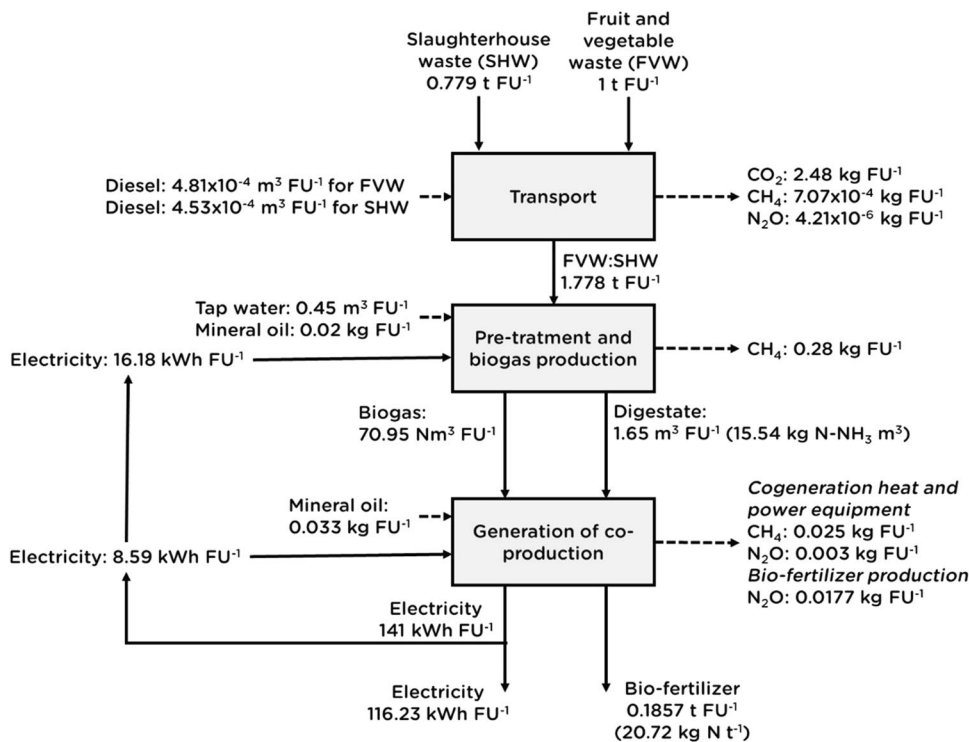 Slaughterhouse
waste (SHW)
0.779 t FU⁻¹
Fruit and
vegetable
waste (FVW)
1 t FU⁻¹
Diesel: 4.81x10⁻⁴ m³ FU⁻¹ for FVW
Diesel: 4.53x10⁻⁴ m³ FU⁻¹ for SHW
Transport
CO₂: 2.48 kg FU⁻¹
CH₄: 7.07x10⁻⁴ kg FU⁻¹
N₂O: 4.21x10⁻⁶ kg FU⁻¹
FVW:SHW
1.778 t FU⁻¹
Tap water: 0.45 m³ FU⁻¹
Mineral oil: 0.02 kg FU⁻¹
Electricity: 16.18 kWh FU⁻¹
Pre-tratment and
biogas production
CH₄: 0.28 kg FU⁻¹
Biogas:
70.95 Nm³ FU⁻¹
Digestate:
1.65 m³ FU⁻¹ (15.54 kg N-NH₃ m³)
Mineral oil:
0.033 kg FU⁻¹
Electricity: 8.59 kWh FU⁻¹
Generation of co-
production
Cogeneration heat and
power equipment
CH₄: 0.025 kg FU⁻¹
N₂O: 0.003 kg FU⁻¹
Bio-fertilizer production
N₂O: 0.0177 kg FU⁻¹
Electricity
141 kWh FU⁻¹
Electricity
116.23 kWh FU⁻¹
Bio-fertilizer
0.1857 t FU⁻¹
(20.72 kg N t⁻¹)